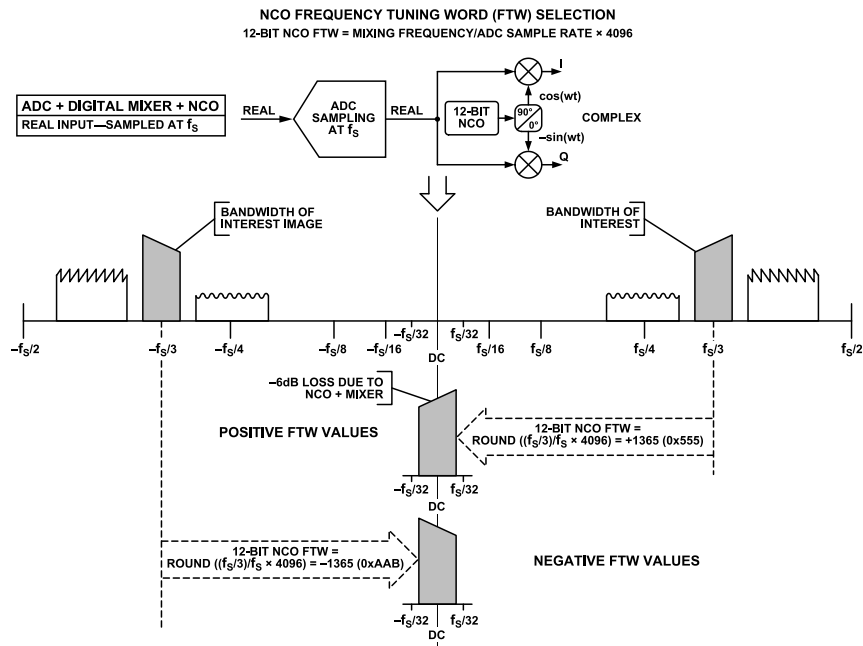 NCO FREQUENCY TUNING WORD (FTW) SELECTION
12-BIT NCO FTW = MIXING FREQUENCY/ADC SAMPLE RATE × 4096
ADC + DIGITAL MIXER + NCO
REAL INPUT—SAMPLED AT fS
REAL
ADC
SAMPLING
AT fS
REAL
12-BIT
NCO
90°
0°
I
cos(wt)
COMPLEX
–sin(wt)
Q
BANDWIDTH OF
INTEREST IMAGE
BANDWIDTH OF
INTEREST
–fS/2
–fS/3
–fS/4
–fS/8
–fS/16
–fS/32
DC
fS/32
fS/16
fS/8
fS/4
fS/3
fS/2
–6dB LOSS DUE TO
NCO + MIXER
POSITIVE FTW VALUES
12-BIT NCO FTW =
ROUND ((fS/3)/fS × 4096) = +1365 (0x555)
–fS/32
fS/32
DC
12-BIT NCO FTW =
ROUND ((fS/3)/fS × 4096) = –1365 (0xAAB)
NEGATIVE FTW VALUES
–fS/32
fS/32
DC